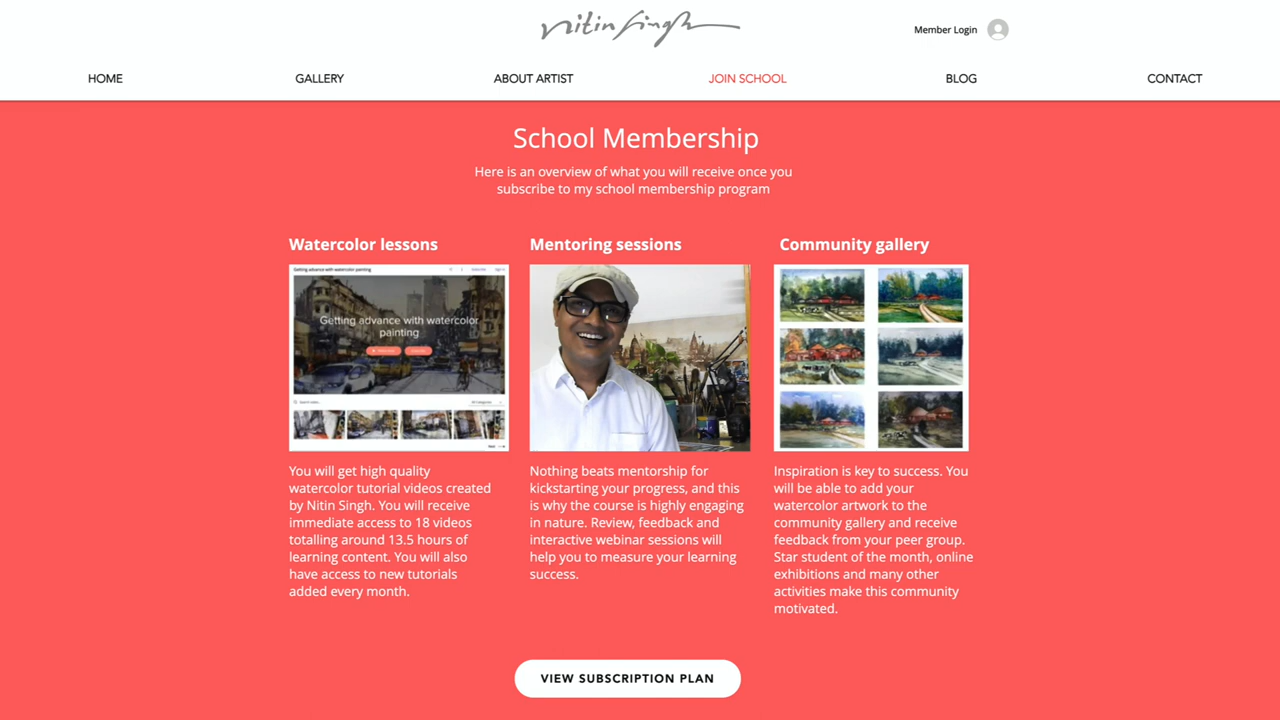 Nitin Singh
Member Login
HOME
GALLERY
ABOUT ARTIST
JOIN SCHOOL
BLOG
CONTACT
School Membership
Here is an overview of what you will receive once you
subscribe to my school membership program
Watercolor lessons
Getting advance with watercolor painting
Getting advance with watercolor
painting
You will get high quality
watercolor tutorial videos created
by Nitin Singh. You will receive
immediate access to 18 videos
totalling around 13.5 hours of
learning content. You will also
have access to new tutorials
added every month.
Mentoring sessions
Nothing beats mentorship for
kickstarting your progress, and this
is why the course is highly engaging
in nature. Review, feedback and
interactive webinar sessions will
help you to measure your learning
success.
Community gallery
Inspiration is key to success. You
will be able to add your
watercolor artwork to the
community gallery and receive
feedback from your peer group.
Star student of the month, online
exhibitions and many other
activities make this community
motivated.
VIEW SUBSCRIPTION PLAN